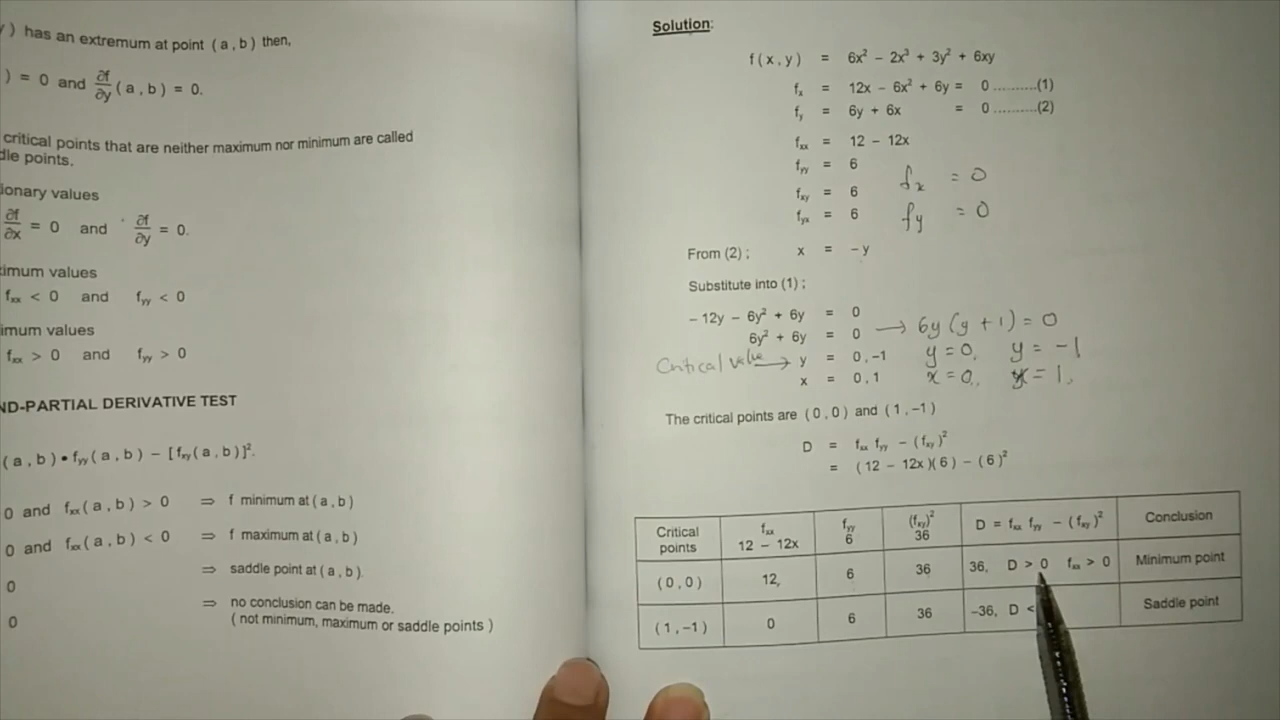 ) has an extremum at point ( a , b ) then,
) = 0 and ∂f/∂y ( a , b ) = 0.
critical points that are neither maximum nor minimum are called
dle points.
ionary values
∂f/∂x = 0 and ∂f/∂y = 0.
imum values
fxx < 0 and fyy < 0
imum values
fxx > 0 and fyy > 0
ND-PARTIAL DERIVATIVE TEST
( a , b ) • fyy ( a , b ) − [ fxy ( a , b ) ]².
0 and fxx ( a , b ) > 0 ⇒ f minimum at ( a , b )
0 and fxx ( a , b ) < 0 ⇒ f maximum at ( a , b )
0 ⇒ saddle point at ( a , b ).
0 ⇒ no conclusion can be made.
( not minimum, maximum or saddle points )
Solution:
f ( x , y ) = 6x² − 2x³ + 3y² + 6xy
fx = 12x − 6x² + 6y = 0 ..........(1)
fy = 6y + 6x = 0 ..........(2)
fxx = 12 − 12x
fyy = 6
fxy = 6 fx = 0
fyx = 6 fy = 0
From (2) ; x = − y
Substitute into (1) ;
− 12y − 6y² + 6y = 0
6y² + 6y = 0 → 6y (y + 1) = 0
Critical value → y = 0 , −1 y = 0, y = −1
x = 0 , 1 x = 0, x = 1,
The critical points are ( 0 , 0 ) and ( 1 , −1 )
D = fxx fyy − ( fxy )²
= ( 12 − 12x )( 6 ) − ( 6 )²
Critical points fxx 12 − 12x fyy 6 (fxy)² 36 D = fxx fyy − ( fxy )² Conclusion
( 0 , 0 ) 12, 6 36 36, D > 0 fxx > 0 Minimum point
( 1 , −1 ) 0 6 36 −36, D < Saddle point